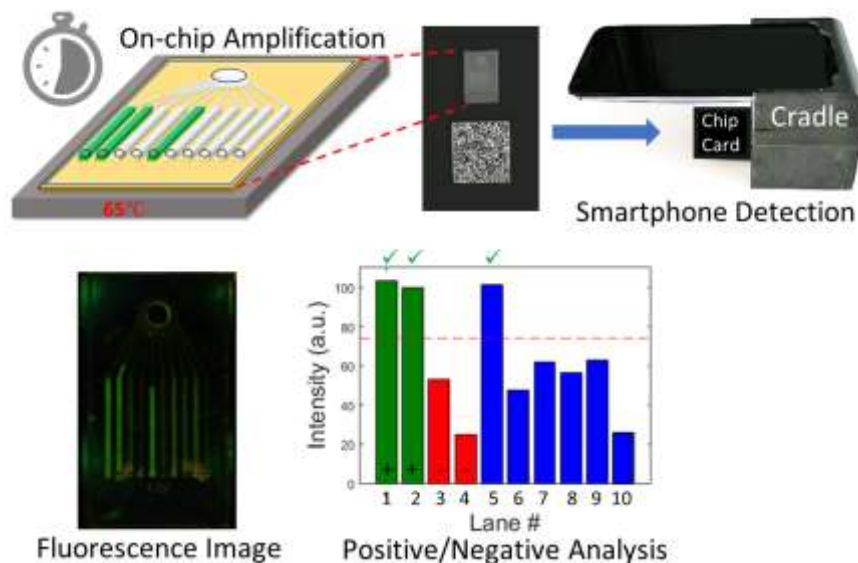 On-chip Amplification
65°C
Chip
Card
Cradle
Smartphone Detection
Fluorescence Image
Intensity (a.u.)
100
80
60
40
20
0
+ + - -
1 2 3 4 5 6 7 8 9 10
Lane #
Positive/Negative Analysis